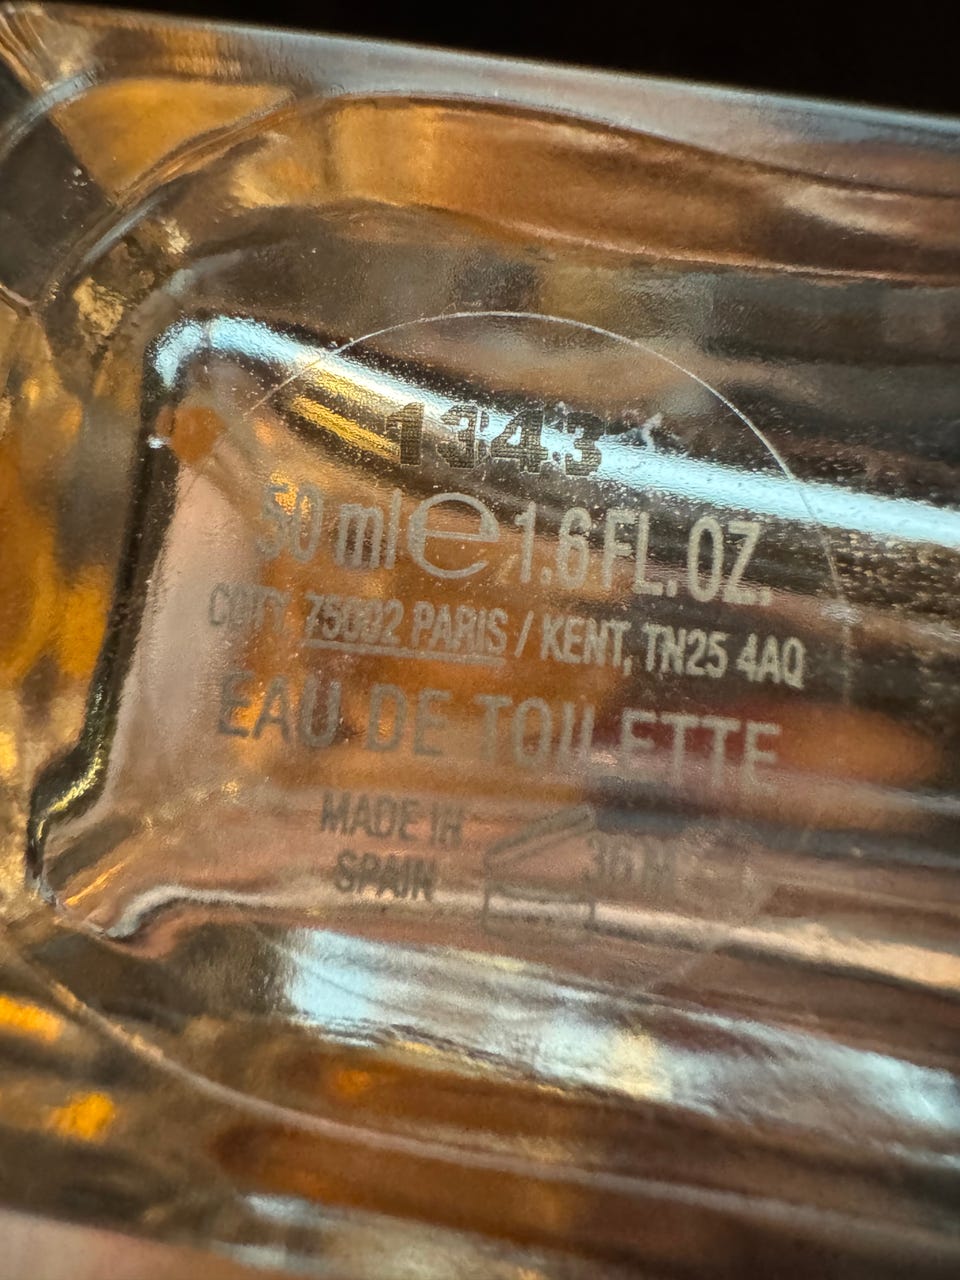 1343
50 ml e 1.6 FL.OZ.
COTY, 75002 PARIS / KENT, TN25 4AQ
EAU DE TOILETTE
MADE IN
SPAIN
36 M